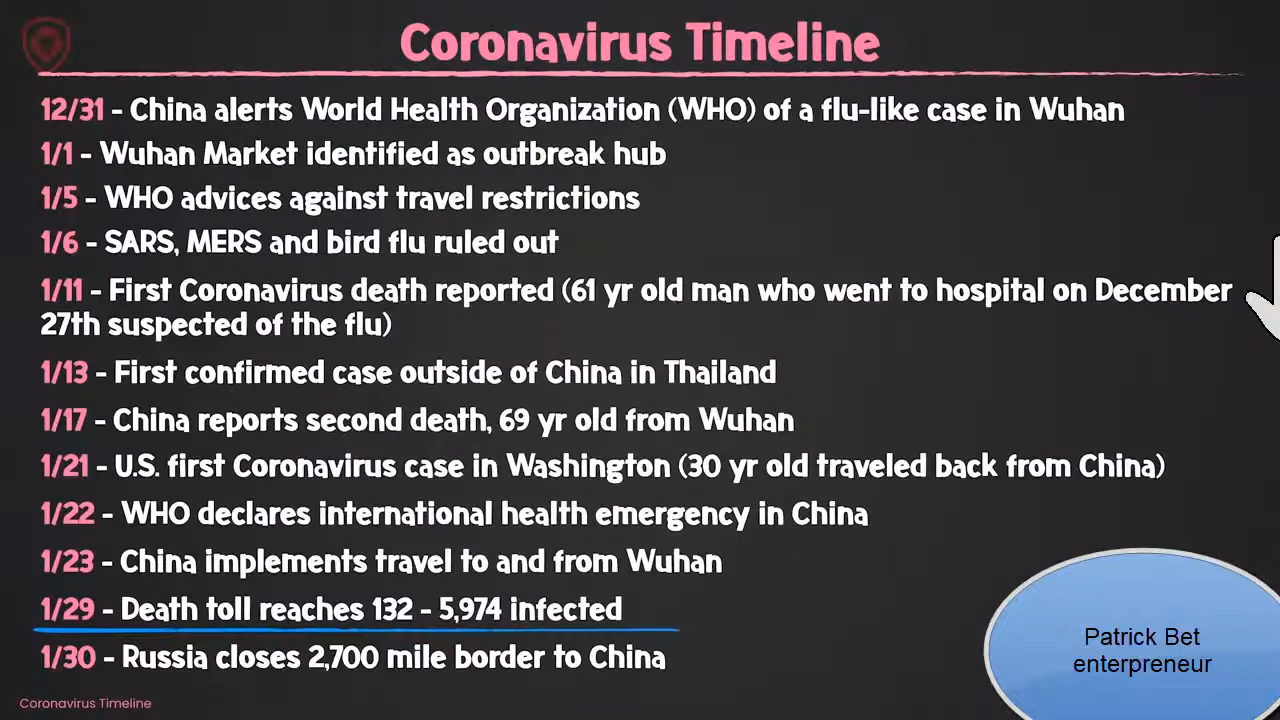 Coronavirus Timeline
12/31 - China alerts World Health Organization (WHO) of a flu-like case in Wuhan
1/1 - Wuhan Market identified as outbreak hub
1/5 - WHO advices against travel restrictions
1/6 - SARS, MERS and bird flu ruled out
1/11 - First Coronavirus death reported (61 yr old man who went to hospital on December
27th suspected of the flu)
1/13 - First confirmed case outside of China in Thailand
1/17 - China reports second death, 69 yr old from Wuhan
1/21 - U.S. first Coronavirus case in Washington (30 yr old traveled back from China)
1/22 - WHO declares international health emergency in China
1/23 - China implements travel to and from Wuhan
1/29 - Death toll reaches 132 - 5,974 infected
1/30 - Russia closes 2,700 mile border to China
Patrick Bet
enterpreneur
Coronavirus Timeline